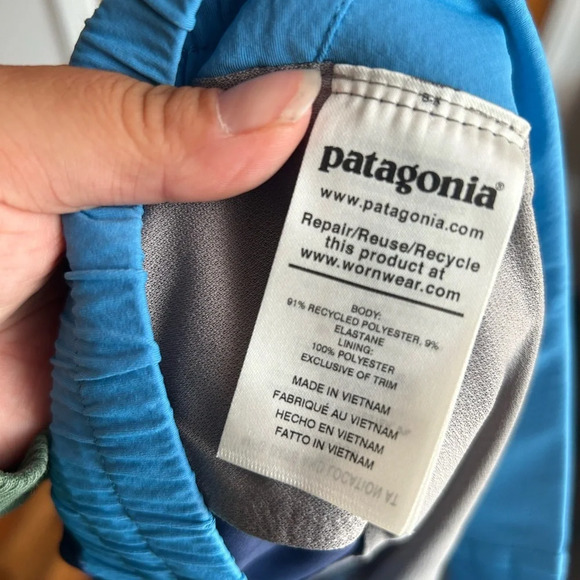 patagonia®
www.patagonia.com
Repair/Reuse/Recycle
this product at
www.wornwear.com
BODY:
91% RECYCLED POLYESTER, 9%
ELASTANE
LINING:
100% POLYESTER
EXCLUSIVE OF TRIM
MADE IN VIETNAM
FABRIQUÉ AU VIETNAM
HECHO EN VIETNAM
FATTO IN VIETNAM